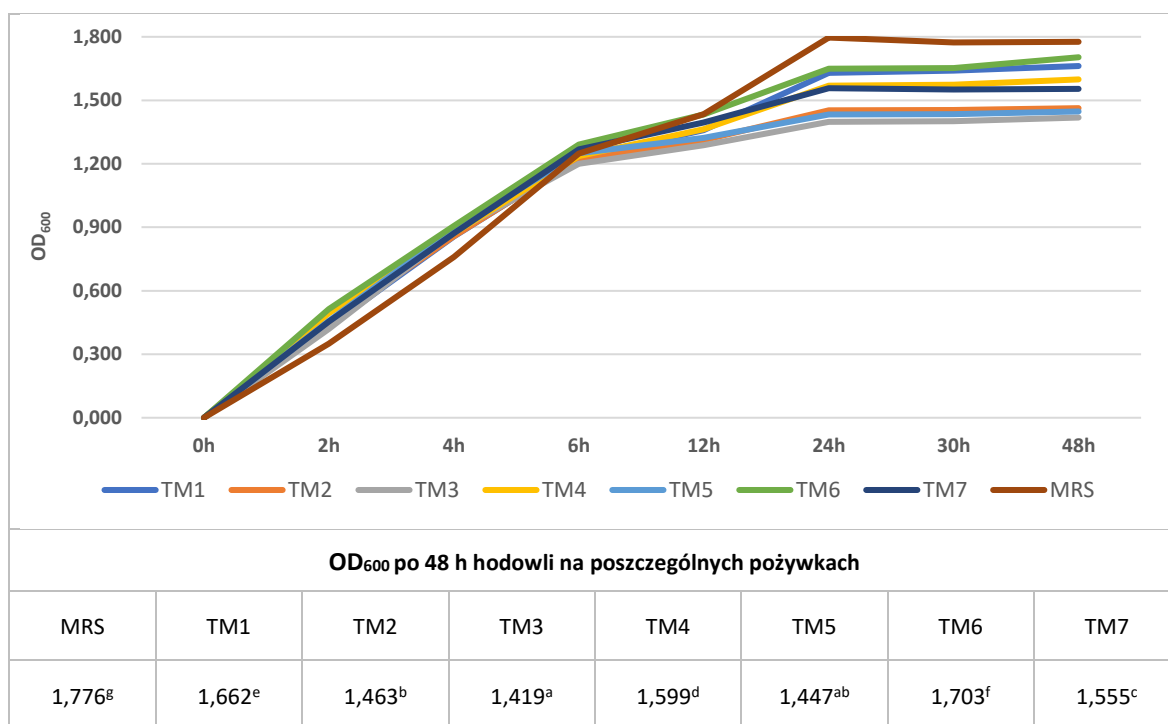 1,800
1,500
1,200
0,900
0,600
0,300
0,000
OD600
0h 2h 4h 6h 12h 24h 30h 48h
TM1 TM2 TM3 TM4 TM5 TM6 TM7 MRS
OD600 po 48 h hodowli na poszczególnych pożywkach
MRS TM1 TM2 TM3 TM4 TM5 TM6 TM7
1,776g 1,662e 1,463b 1,419a 1,599d 1,447ab 1,703f 1,555c